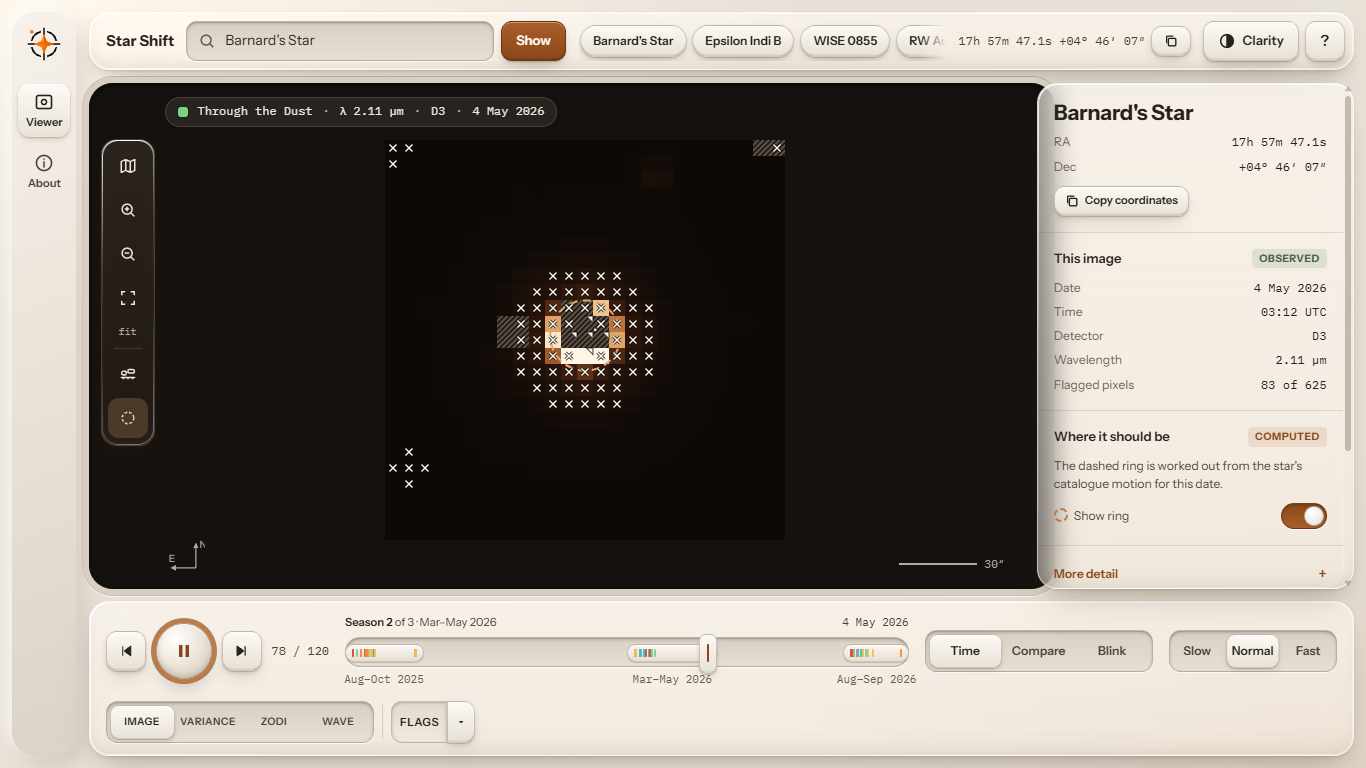 Star Shift
Barnard's Star
Show
Barnard's Star
Epsilon Indi B
WISE 0855
RW
17h 57m 47.1s +04° 46′ 07″
Clarity
?
Viewer
About
Through the Dust · λ 2.11 µm · D3 · 4 May 2026
fit
N
E
30″
Barnard's Star
RA 17h 57m 47.1s
Dec +04° 46′ 07″
Copy coordinates
This image OBSERVED
Date 4 May 2026
Time 03:12 UTC
Detector D3
Wavelength 2.11 µm
Flagged pixels 83 of 625
Where it should be COMPUTED
The dashed ring is worked out from the star's
catalogue motion for this date.
Show ring
More detail +
78 / 120
Season 2 of 3 · Mar–May 2026
4 May 2026
Aug–Oct 2025
Mar–May 2026
Aug–Sep 2026
Time
Compare
Blink
Slow
Normal
Fast
IMAGE
VARIANCE
ZODI
WAVE
FLAGS